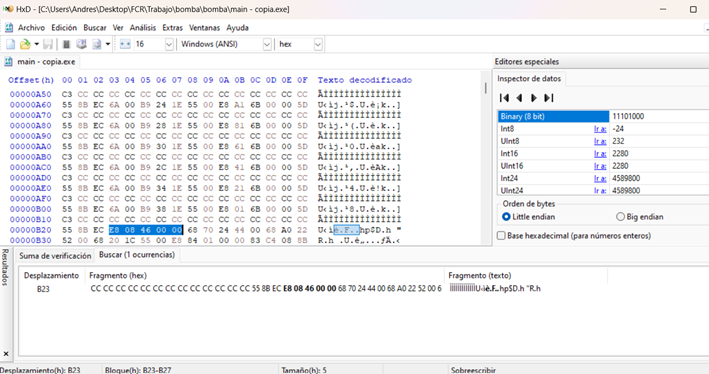 HxD - [C:\Users\Andres\Desktop\FCR\Trabajo\bomba\bomba\main - copia.exe]
Archivo Edición Buscar Ver Análisis Extras Ventanas Ayuda
16 Windows (ANSI) hex
main - copia.exe
Editores especiales
Offset(h) 00 01 02 03 04 05 06 07 08 09 0A 0B 0C 0D 0E 0F Texto decodificado
Inspector de datos
00000A50 C3 CC CC CC CC CC CC CC CC CC CC CC CC CC CC CC ÃÌÌÌÌÌÌÌÌÌÌÌÌÌÌÌ
00000A60 55 8B EC 6A 00 B9 24 1E 55 00 E8 A1 6B 00 00 5D U‹ìj.¹$.U.è¡k..]
00000A70 C3 CC CC CC CC CC CC CC CC CC CC CC CC CC CC CC ÃÌÌÌÌÌÌÌÌÌÌÌÌÌÌÌ
00000A80 55 8B EC 6A 00 B9 28 1E 55 00 E8 81 6B 00 00 5D U‹ìj.¹(.U.è.k..]
00000A90 C3 CC CC CC CC CC CC CC CC CC CC CC CC CC CC CC ÃÌÌÌÌÌÌÌÌÌÌÌÌÌÌÌ
00000AA0 55 8B EC 6A 00 B9 30 1E 55 00 E8 61 6B 00 00 5D U‹ìj.¹0.U.èak..]
00000AB0 C3 CC CC CC CC CC CC CC CC CC CC CC CC CC CC CC ÃÌÌÌÌÌÌÌÌÌÌÌÌÌÌÌ
00000AC0 55 8B EC 6A 00 B9 2C 1E 55 00 E8 41 6B 00 00 5D U‹ìj.¹,.U.èAk..]
00000AD0 C3 CC CC CC CC CC CC CC CC CC CC CC CC CC CC CC ÃÌÌÌÌÌÌÌÌÌÌÌÌÌÌÌ
00000AE0 55 8B EC 6A 00 B9 34 1E 55 00 E8 21 6B 00 00 5D U‹ìj.¹4.U.è!k..]
00000AF0 C3 CC CC CC CC CC CC CC CC CC CC CC CC CC CC CC ÃÌÌÌÌÌÌÌÌÌÌÌÌÌÌÌ
00000B00 55 8B EC 6A 00 B9 38 1E 55 00 E8 01 6B 00 00 5D U‹ìj.¹8.U.è.k..]
00000B10 C3 CC CC CC CC CC CC CC CC CC CC CC CC CC CC CC ÃÌÌÌÌÌÌÌÌÌÌÌÌÌÌÌ
00000B20 55 8B EC E8 08 46 00 00 68 70 24 44 00 68 A0 22 U‹ìè.F..hp$D.h "
00000B30 52 00 68 20 1C 55 00 E8 84 01 00 00 83 C4 08 8B R.h .U.è„...ƒÄ.‹
Binary (8 bit) 11101000
Int8 Ir a: -24
UInt8 Ir a: 232
Int16 Ir a: 2280
UInt16 Ir a: 2280
Int24 Ir a: 4589800
UInt24 Ir a: 4589800
Orden de bytes
Little endian Big endian
Base hexadecimal (para números enteros)
Resultados
Suma de verificación Buscar (1 ocurrencias)
Desplazamiento Fragmento (hex) Fragmento (texto)
B23 CC CC CC CC CC CC CC CC CC CC CC CC CC 55 8B EC E8 08 46 00 00 68 70 24 44 00 68 A0 22 52 00 6 ÌÌÌÌÌÌÌÌÌÌÌÌÌU‹ìè.F..hp$D.h "R.h
Desplazamiento(h): B23 Bloque(h): B23-B27 Tamaño(h): 5 Sobreescribir